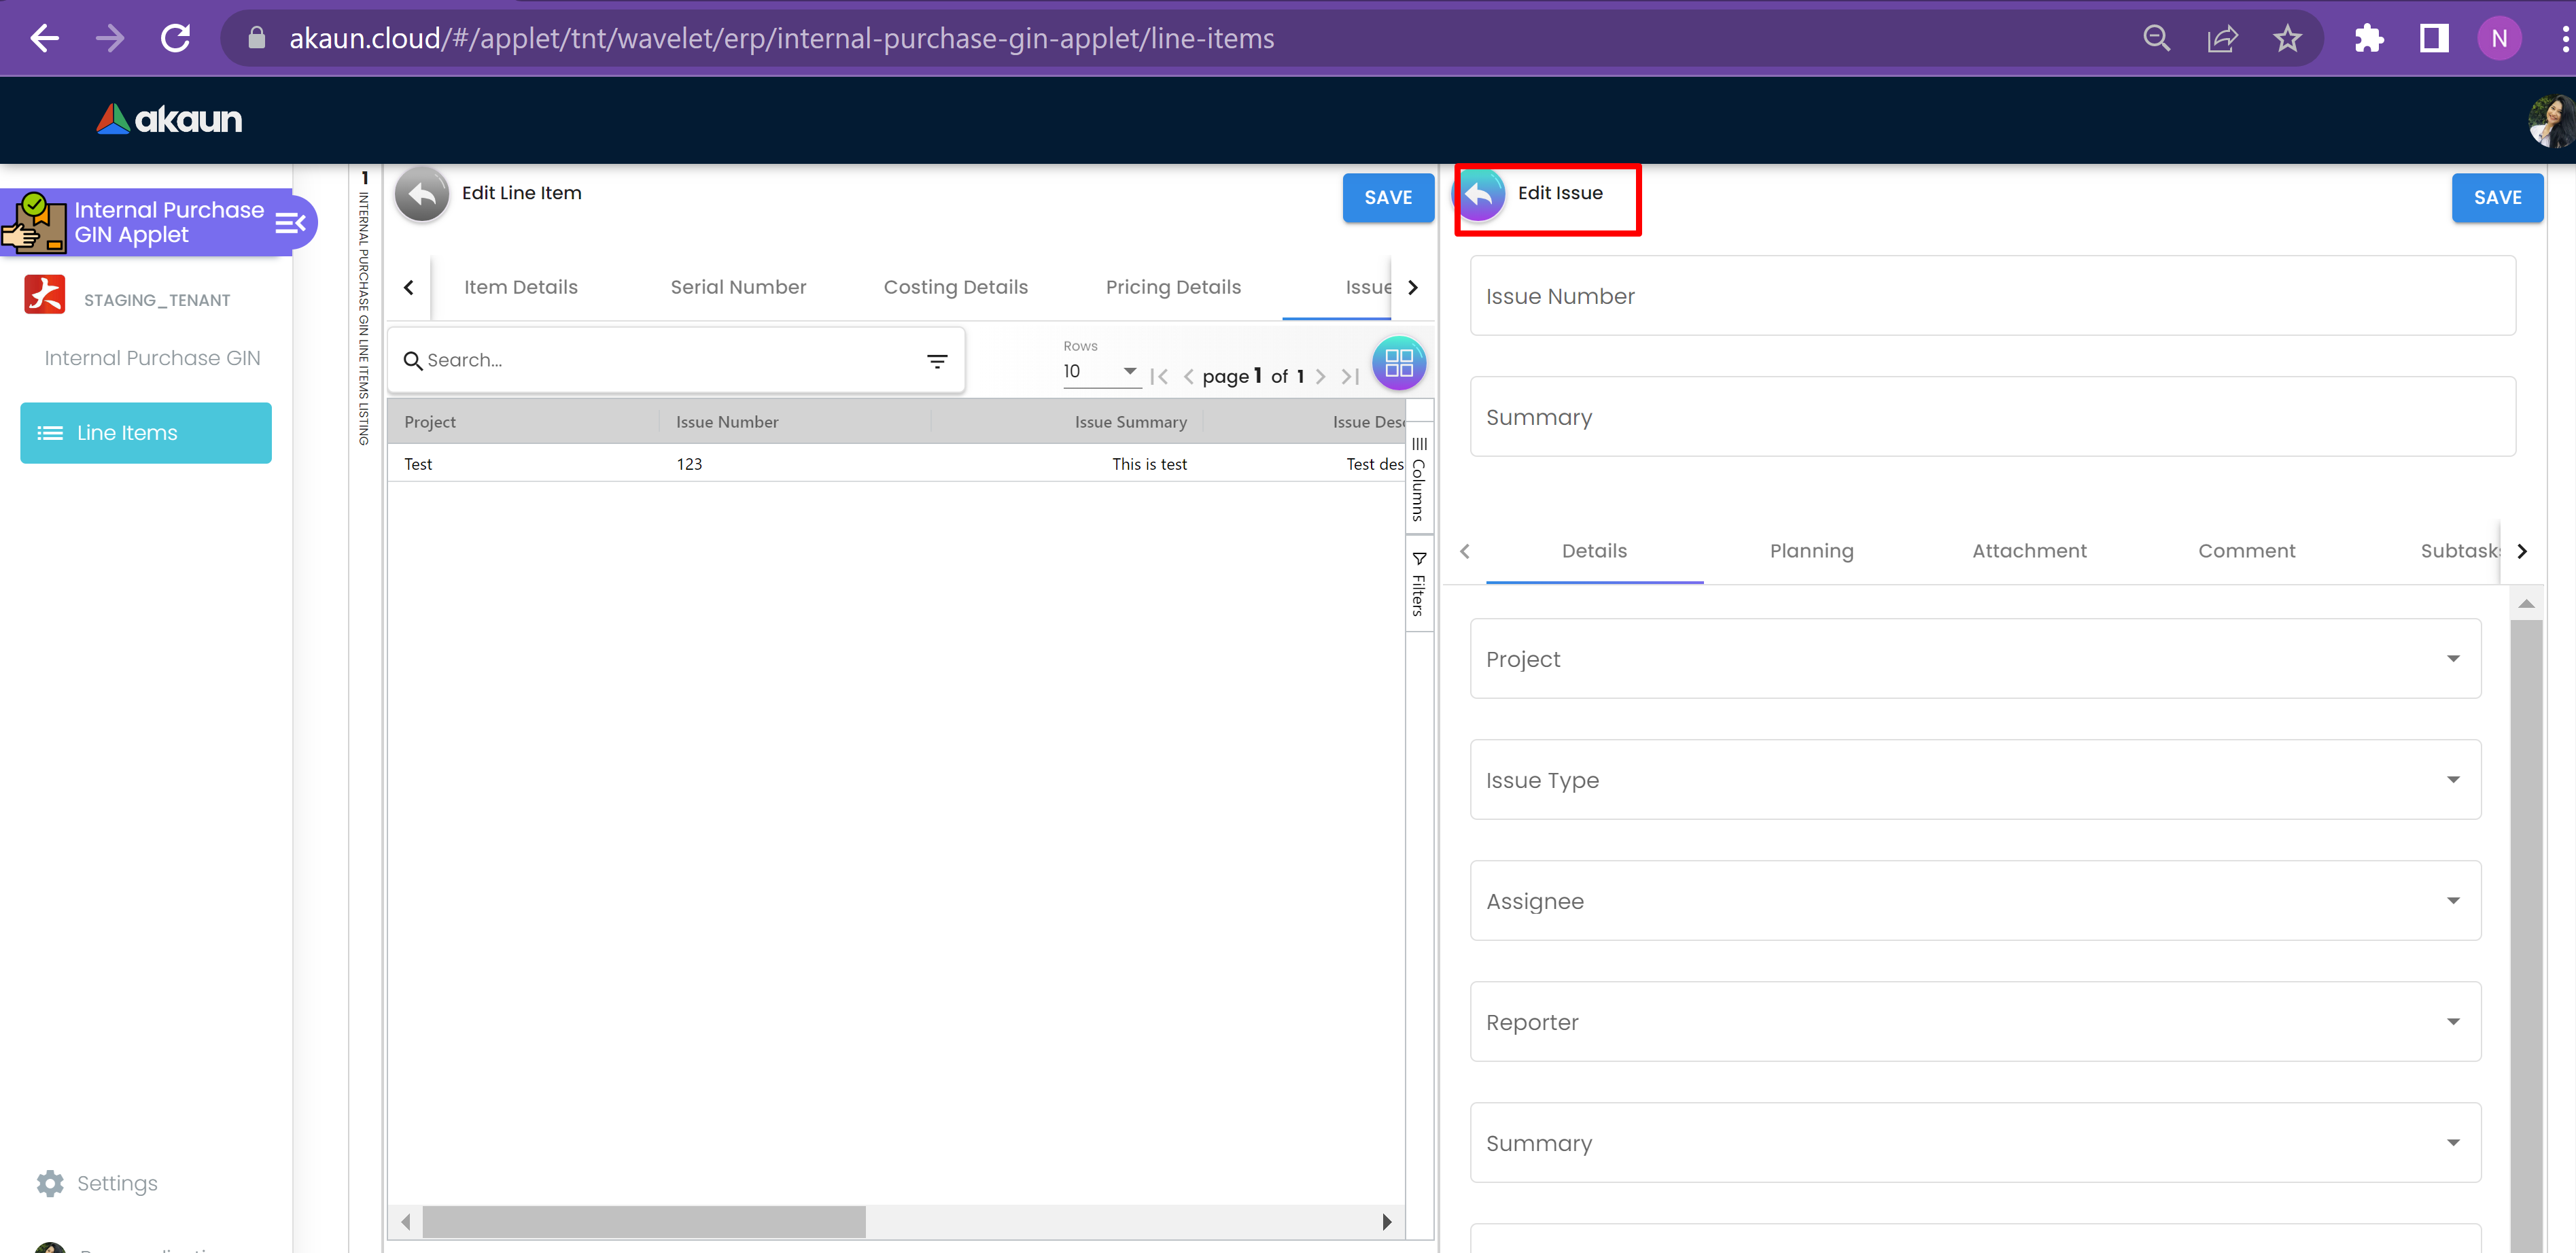 akaun.cloud/#/applet/tnt/wavelet/erp/internal-purchase-gin-applet/line-items
N
akaun
Internal Purchase
GIN Applet
STAGING_TENANT
Internal Purchase GIN
Line Items
Settings
1
INTERNAL PURCHASE GIN LINE ITEMS LISTING
Edit Line Item
SAVE
Item Details
Serial Number
Costing Details
Pricing Details
Issue
Search...
Rows
10
page 1 of 1
Project
Issue Number
Issue Summary
Issue Desc
Test
123
This is test
Test des
Columns
Filters
Edit Issue
SAVE
Issue Number
Summary
Details
Planning
Attachment
Comment
Subtask
Project
Issue Type
Assignee
Reporter
Summary